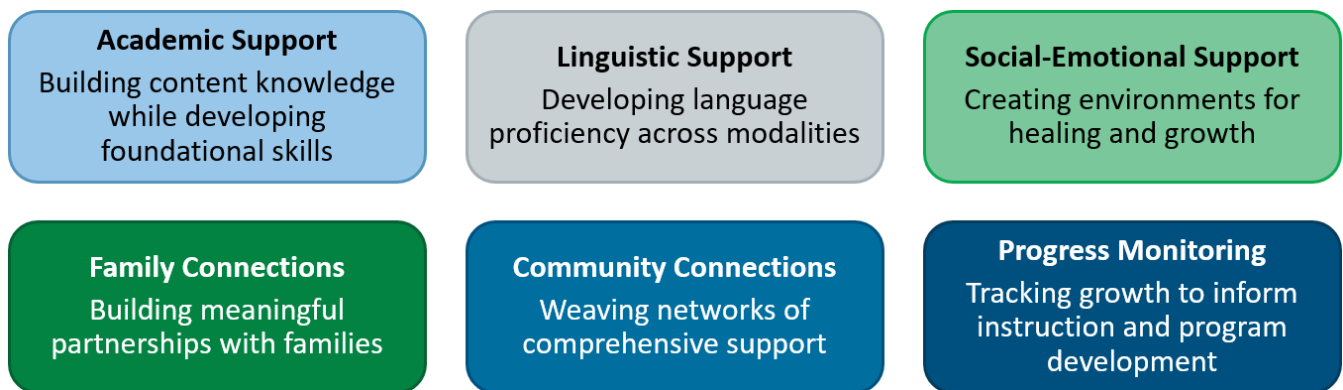 Academic Support
Building content knowledge
while developing
foundational skills
Linguistic Support
Developing language
proficiency across modalities
Social-Emotional Support
Creating environments for
healing and growth
Family Connections
Building meaningful
partnerships with families
Community Connections
Weaving networks of
comprehensive support
Progress Monitoring
Tracking growth to inform
instruction and program
development